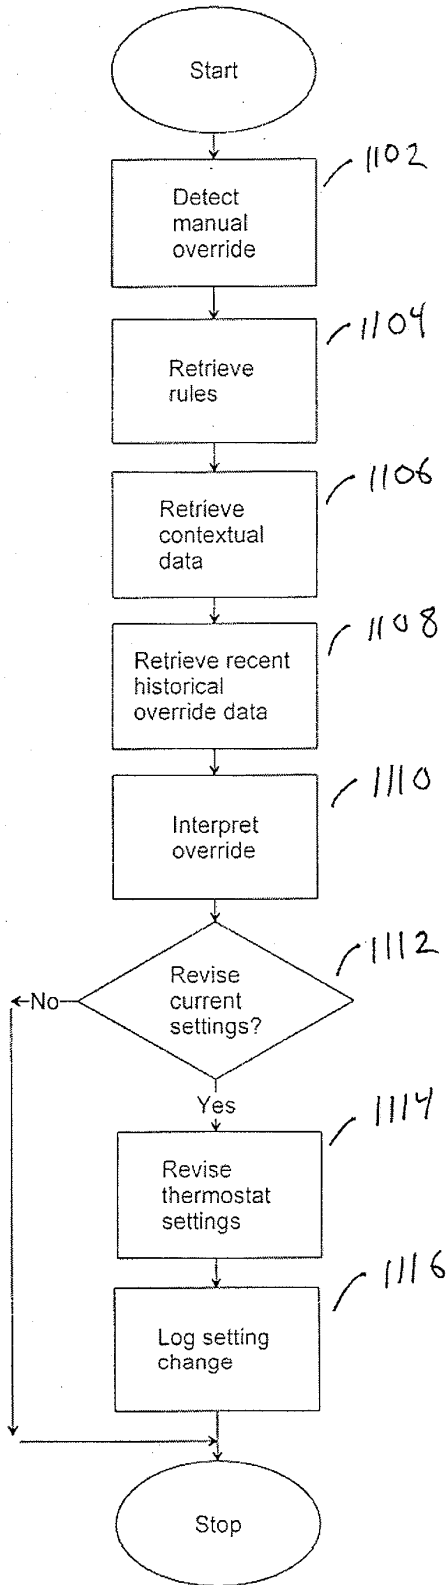 Start
1102
Detect
manual
override
1104
Retrieve
rules
1106
Retrieve
contextual
data
1108
Retrieve recent
historical
override data
1110
Interpret
override
1112
Revise
current
settings?
No
Yes
1114
Revise
thermostat
settings
1116
Log setting
change
Stop